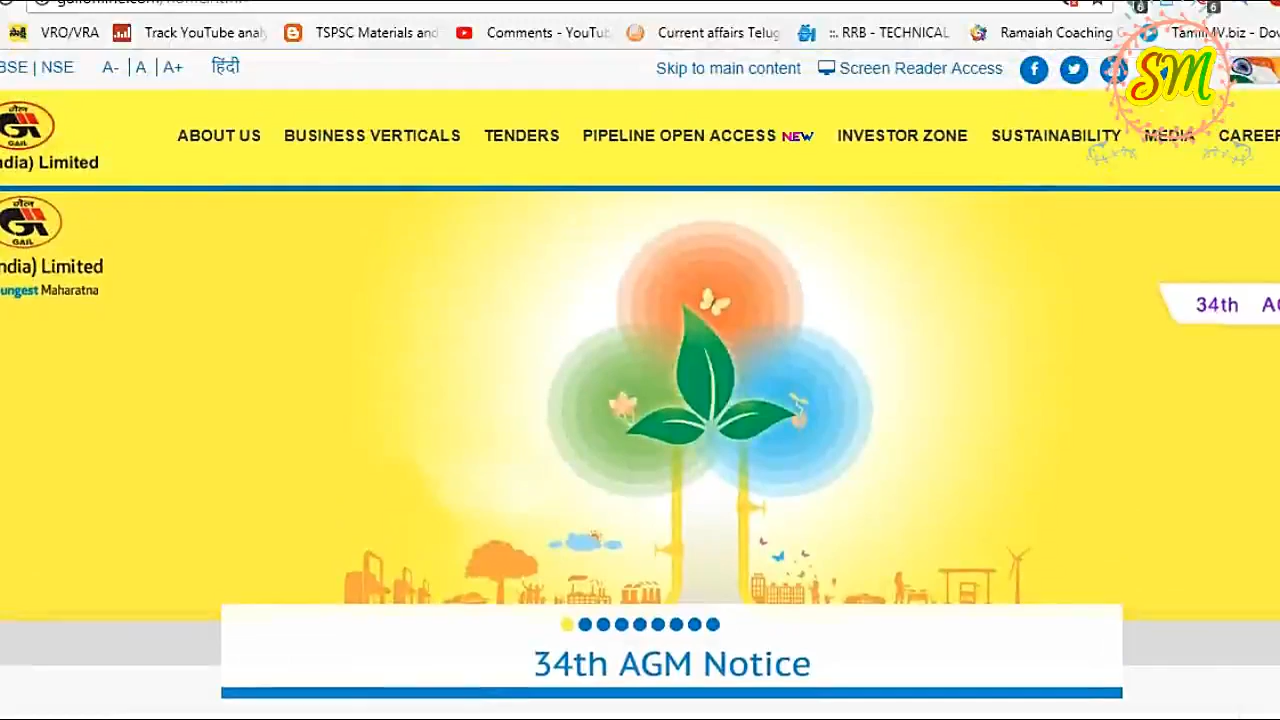 VRO/VRA Track YouTube anal TSPSC Materials and Comments - YouTu Current affairs Telug ::. RRB - TECHNICAL Ramaiah Coaching TamilMV.biz - Dow
BSE | NSE A- | A | A+ हिंदी Skip to main content Screen Reader Access
SM
गेल
GAIL
ndia) Limited
ABOUT US BUSINESS VERTICALS TENDERS PIPELINE OPEN ACCESS NEW INVESTOR ZONE SUSTAINABILITY MEDIA CAREER
गेल
GAIL
ndia) Limited
ungest Maharatna
34th AG
34th AGM Notice